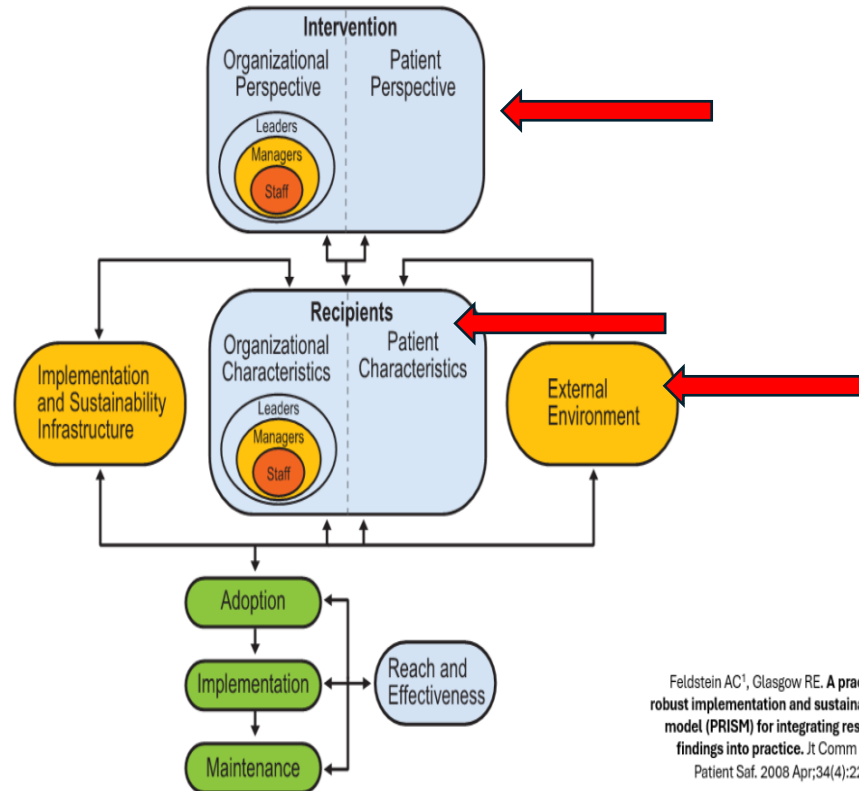 Intervention
Organizational
Perspective
Patient
Perspective
Leaders
Managers
Staff
Recipients
Organizational
Characteristics
Patient
Characteristics
Leaders
Managers
Staff
Implementation
and Sustainability
Infrastructure
External
Environment
Adoption
Implementation
Maintenance
Reach and
Effectiveness
Feldstein AC1, Glasgow RE. A prac
robust implementation and sustaina
model (PRISM) for integrating res
findings into practice. Jt Comm
Patient Saf. 2008 Apr;34(4):22